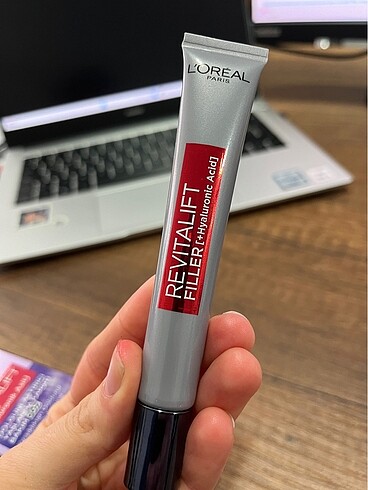 L'ORÉAL
PARIS
REVITALIFT
FILLER [+Hyaluronic Acid]